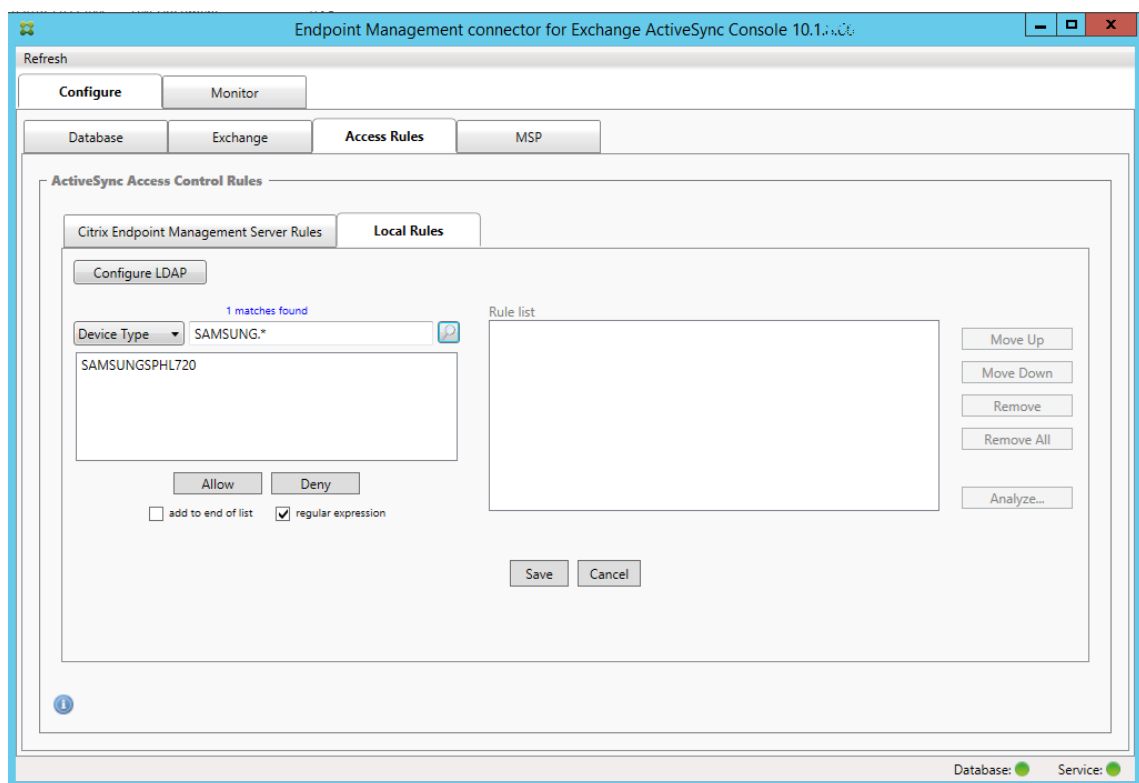 Endpoint Management connector for Exchange ActiveSync Console
Refresh
Configure Monitor
Database Exchange Access Rules MSP
ActiveSync Access Control Rules
Citrix Endpoint Management Server Rules Local Rules
Configure LDAP
1 matches found
Device Type SAMSUNG.*
SAMSUNGSPHL720
Allow Deny
add to end of list regular expression
Rule list
Move Up
Move Down
Remove
Remove All
Analyze...
Save Cancel
Database: Service: